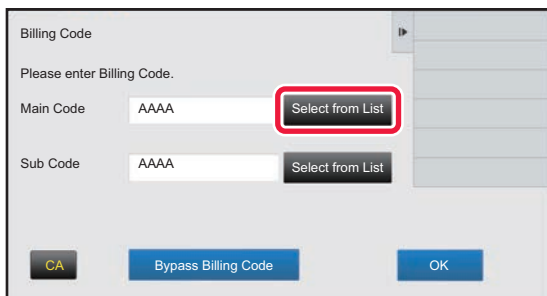 Billing Code
Please enter Billing Code.
Main Code AAAA Select from List
Sub Code AAAA Select from List
CA Bypass Billing Code OK